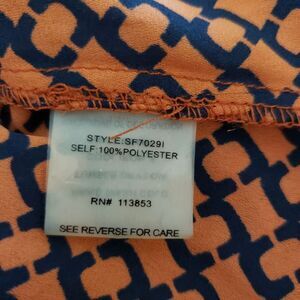 STYLE:SF7029I
SELF 100%POLYESTER
RN# 113853
SEE REVERSE FOR CARE